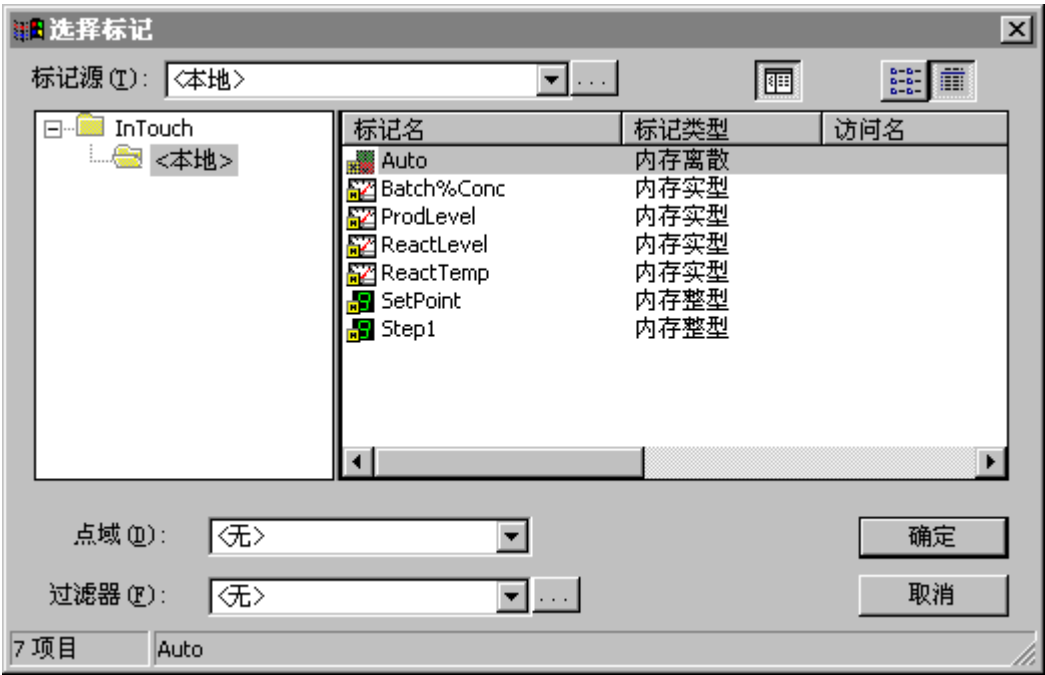 选择标记
标记源(T): <本地> ...
InTouch
<本地>
标记名 标记类型 访问名
Auto 内存离散
Batch%Conc 内存实型
ProdLevel 内存实型
ReactLevel 内存实型
ReactTemp 内存实型
SetPoint 内存整型
Step1 内存整型
点域(D): <无> 确定
过滤器(F): <无> ... 取消
7 项目 Auto